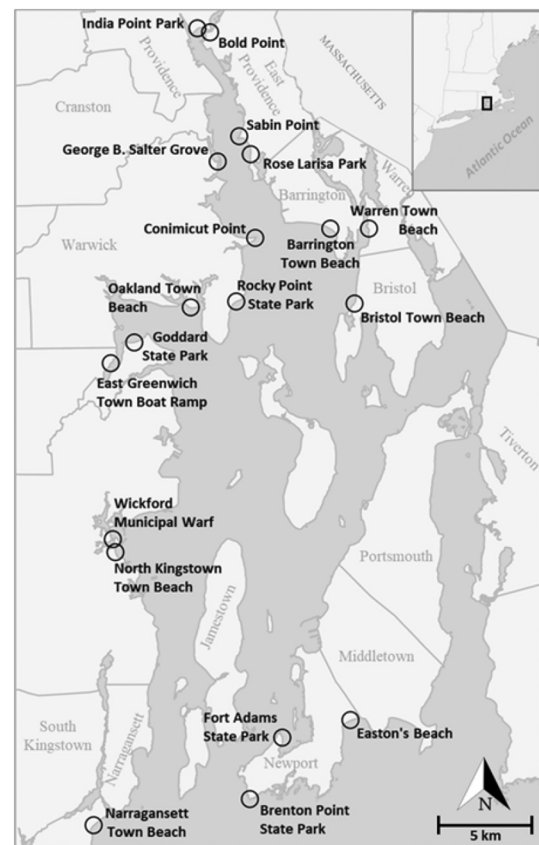 India Point Park
Bold Point
Providence
East
Providence
MASSACHUSETTS
Atlantic Ocean
Cranston
Sabin Point
George B. Salter Grove
Rose Larisa Park
Barrington
Warren
Conimicut Point
Warren Town
Beach
Barrington
Town Beach
Warwick
Oakland Town
Beach
Rocky Point
State Park
Bristol
Bristol Town Beach
Goddard
State Park
East Greenwich
Town Boat Ramp
Tiverton
Wickford
Municipal Warf
North Kingstown
Town Beach
Portsmouth
Jamestown
Middletown
South
Kingstown
Narragansett
Fort Adams
State Park
Easton's Beach
Newport
Brenton Point
State Park
Narragansett
Town Beach
N
5 km